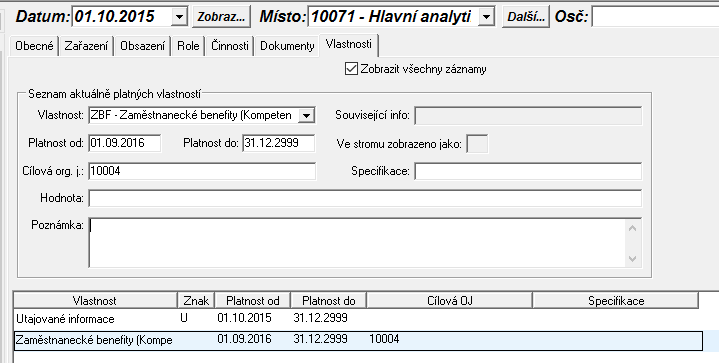 Datum: 01.10.2015 Zobraz... Místo: 10071 - Hlavní analyti Další... Osč:
Obecné Zařazení Obsazení Role Činnosti Dokumenty Vlastnosti
Zobrazit všechny záznamy
Seznam aktuálně platných vlastností
Vlastnost: ZBF - Zaměstnanecké benefity (Kompeten Související info:
Platnost od: 01.09.2016 Platnost do: 31.12.2999 Ve stromu zobrazeno jako:
Cílová org. j.: 10004 Specifikace:
Hodnota:
Poznámka:
Vlastnost Znak Platnost od Platnost do Cílová OJ Specifikace
Utajované informace U 01.10.2015 31.12.2999
Zaměstnanecké benefity (Kompe 01.09.2016 31.12.2999 10004